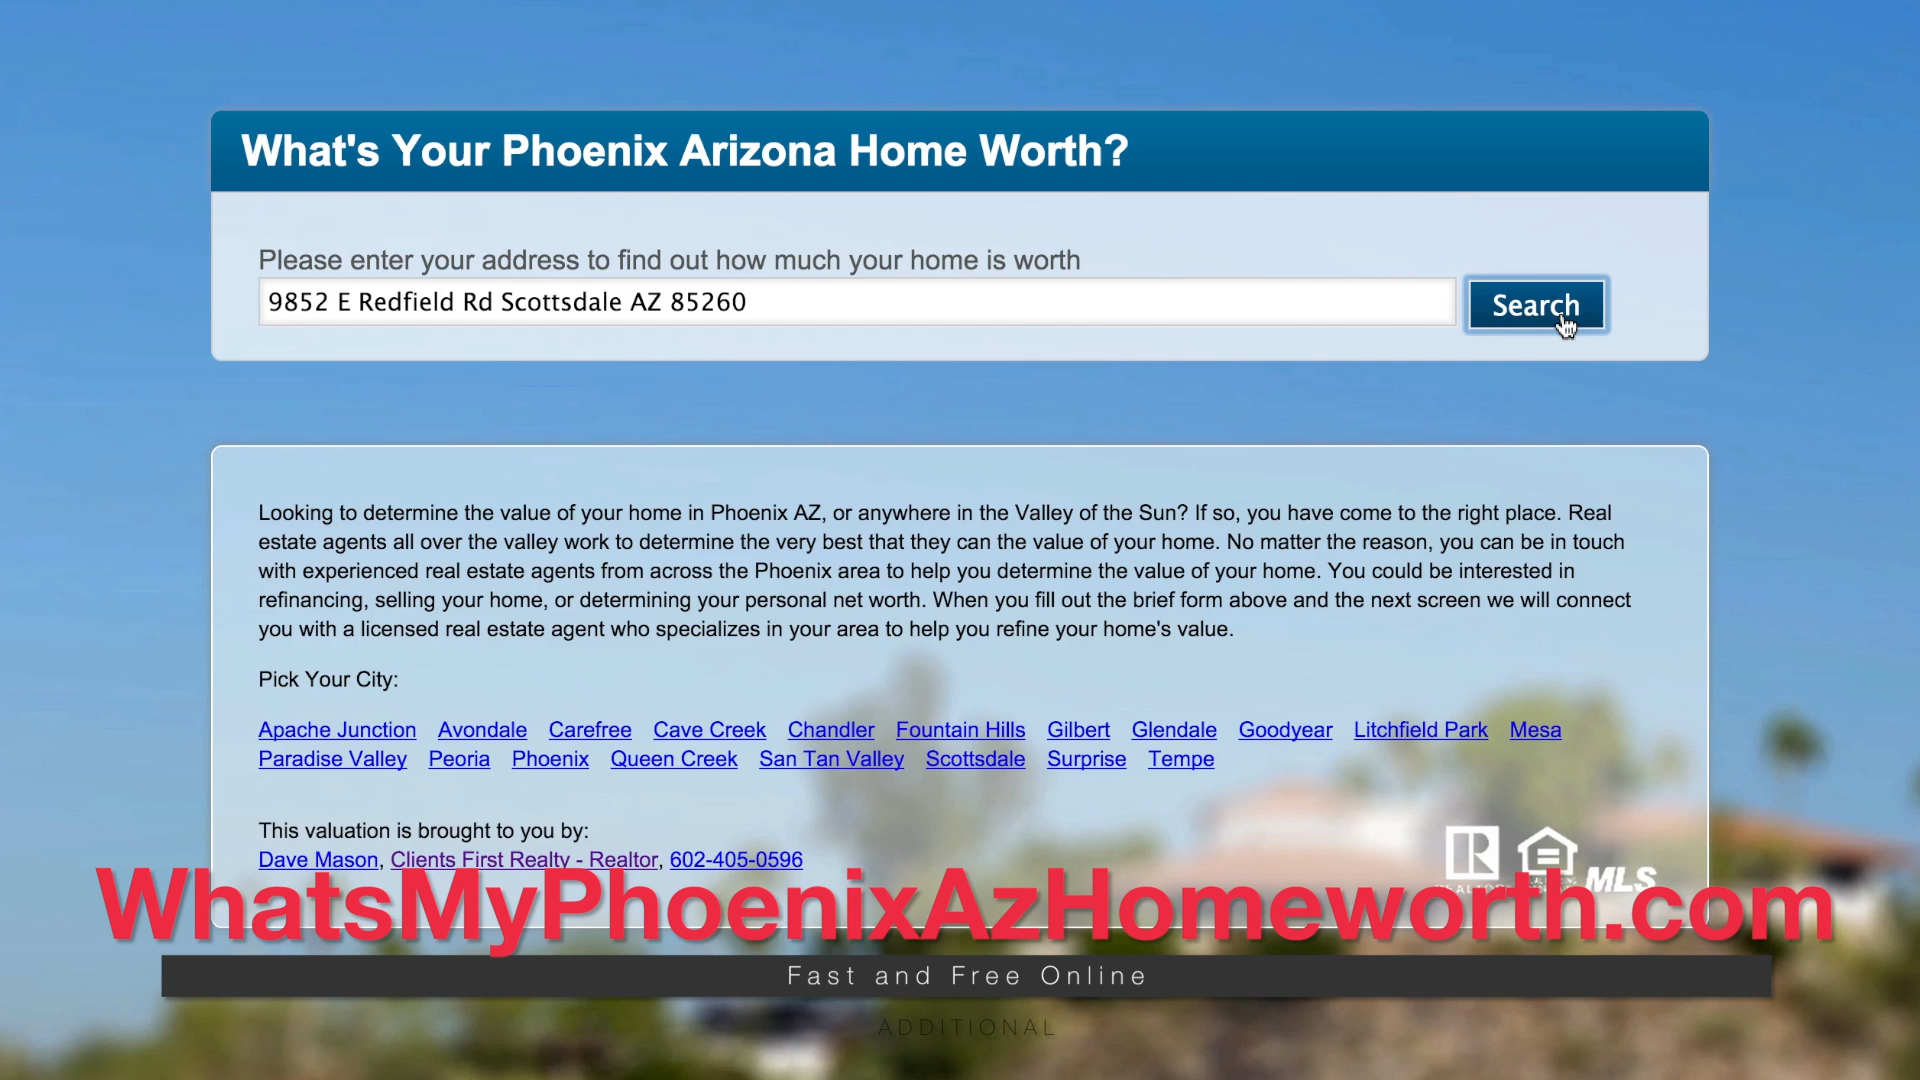 What's Your Phoenix Arizona Home Worth?
Please enter your address to find out how much your home is worth
9852 E Redfield Rd Scottsdale AZ 85260
Search
Looking to determine the value of your home in Phoenix AZ, or anywhere in the Valley of the Sun? If so, you have come to the right place. Real
estate agents all over the valley work to determine the very best that they can the value of your home. No matter the reason, you can be in touch
with experienced real estate agents from across the Phoenix area to help you determine the value of your home. You could be interested in
refinancing, selling your home, or determining your personal net worth. When you fill out the brief form above and the next screen we will connect
you with a licensed real estate agent who specializes in your area to help you refine your home's value.
Pick Your City:
Apache Junction Avondale Carefree Cave Creek Chandler Fountain Hills Gilbert Glendale Goodyear Litchfield Park Mesa
Paradise Valley Peoria Phoenix Queen Creek San Tan Valley Scottsdale Surprise Tempe
This valuation is brought to you by:
Dave Mason, Clients First Realty - Realtor, 602-405-0596
R MLS
WhatsMyPhoenixAzHomeworth.com
Fast and Free Online
ADDITIONAL